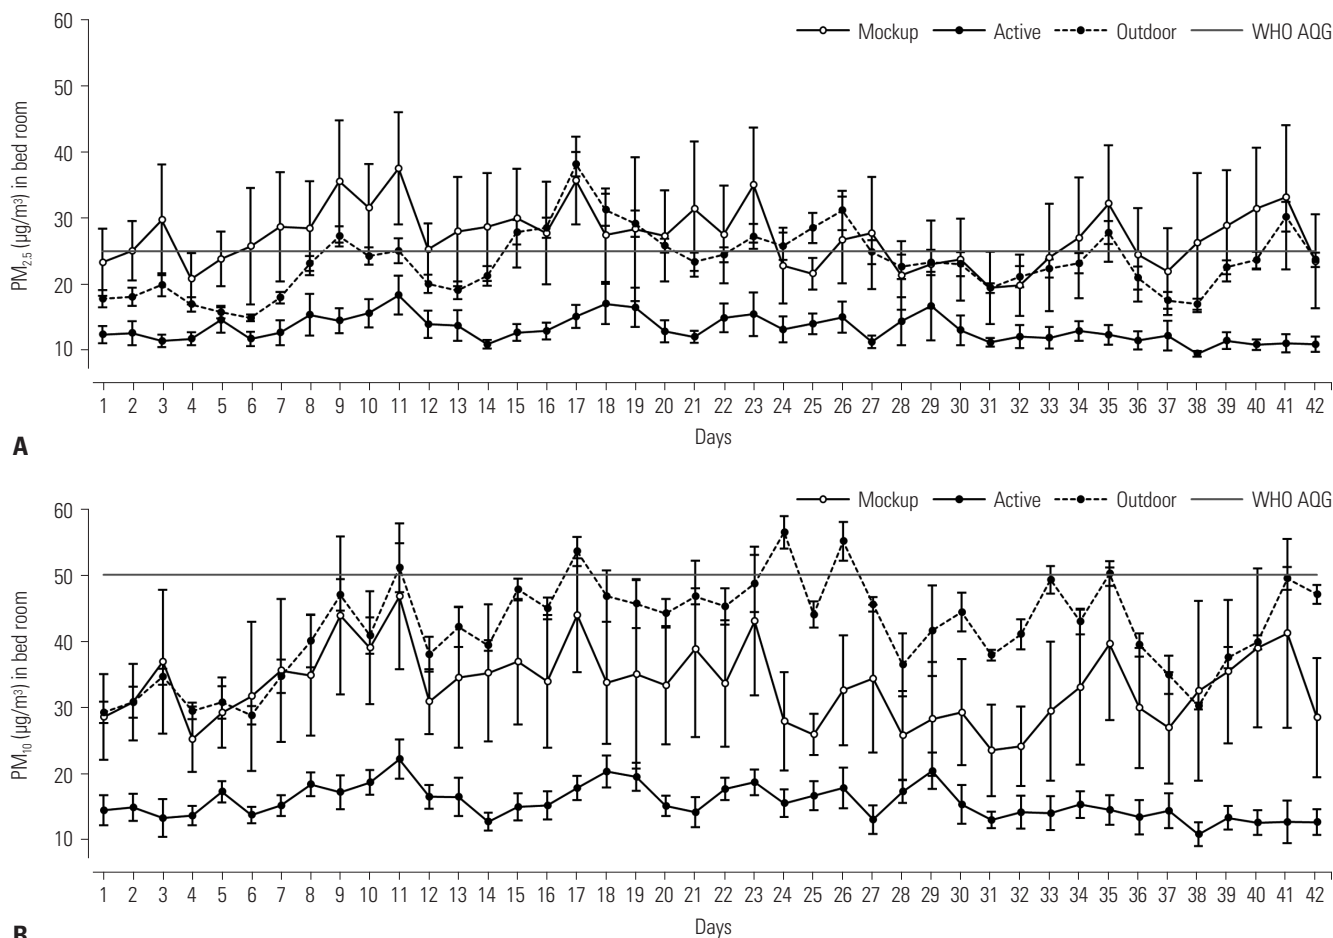 60
Mockup Active Outdoor WHO AQG
50
40
30
20
10
PM2.5 (µg/m³) in bed room
1 2 3 4 5 6 7 8 9 10 11 12 13 14 15 16 17 18 19 20 21 22 23 24 25 26 27 28 29 30 31 32 33 34 35 36 37 38 39 40 41 42
Days
A
60
Mockup Active Outdoor WHO AQG
50
40
30
20
10
PM10 (µg/m³) in bed room
1 2 3 4 5 6 7 8 9 10 11 12 13 14 15 16 17 18 19 20 21 22 23 24 25 26 27 28 29 30 31 32 33 34 35 36 37 38 39 40 41 42
Days
B